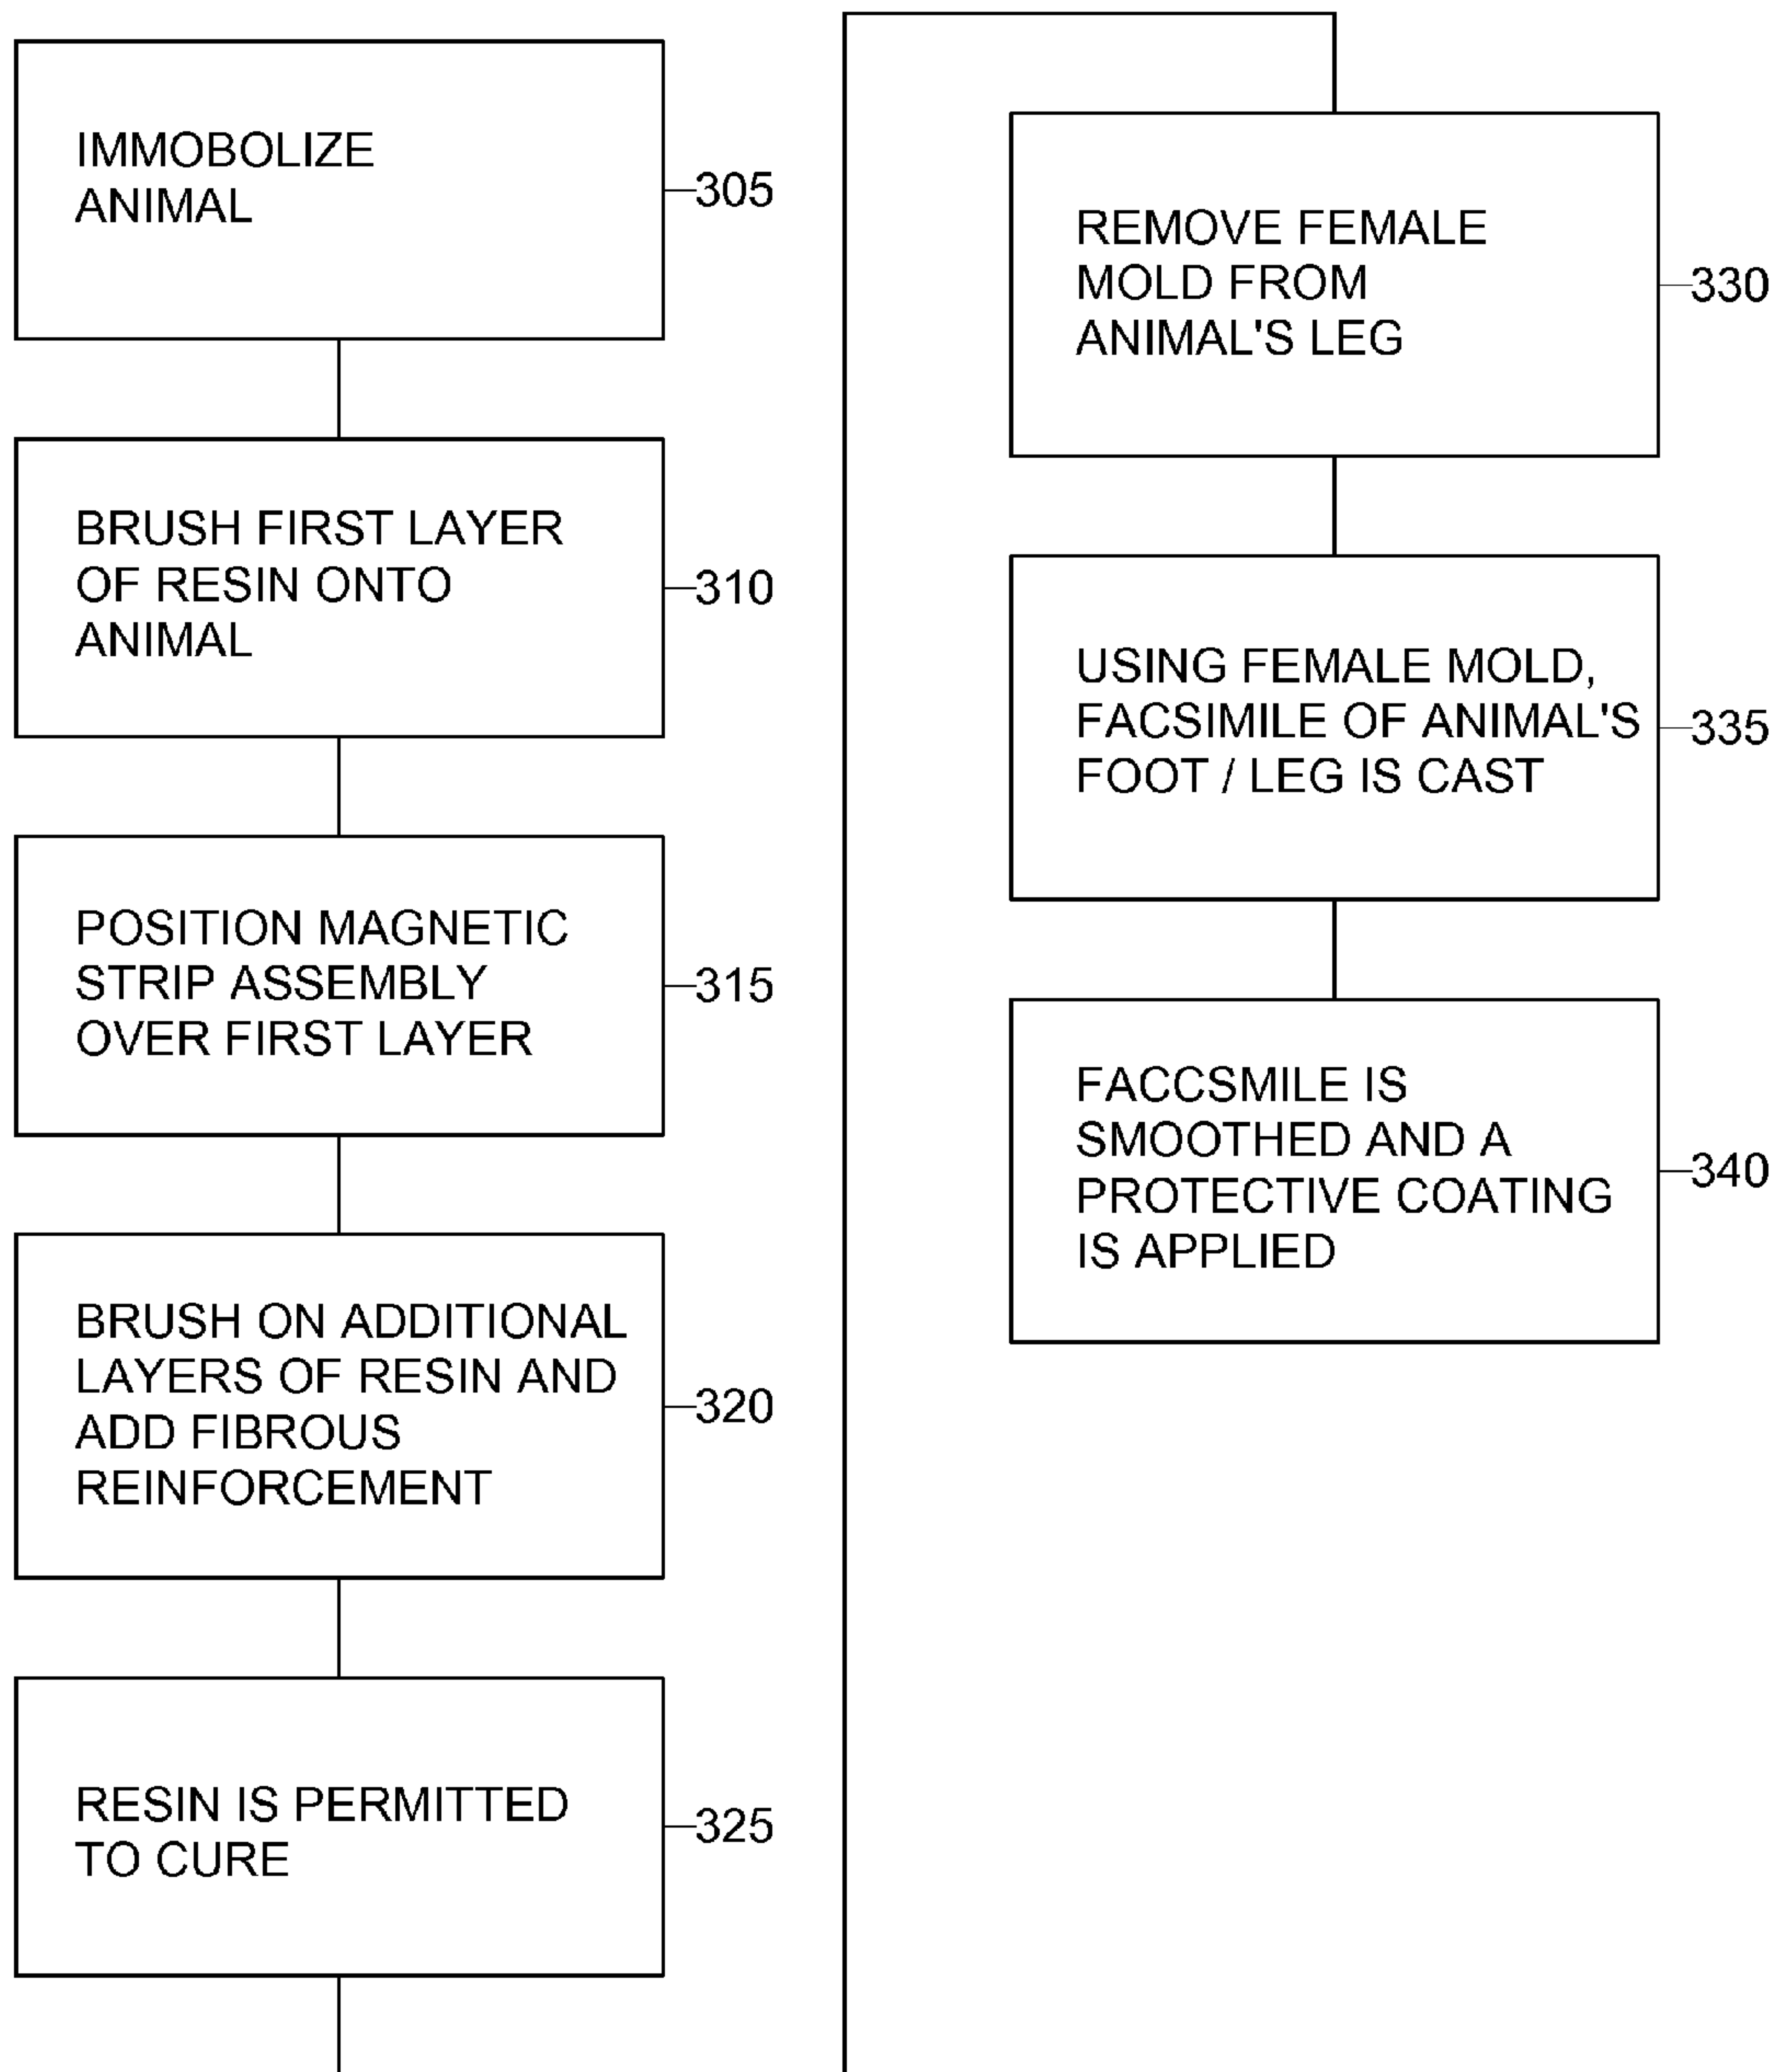 IMMOBOLIZE
ANIMAL
305
BRUSH FIRST LAYER
OF RESIN ONTO
ANIMAL
310
POSITION MAGNETIC
STRIP ASSEMBLY
OVER FIRST LAYER
315
BRUSH ON ADDITIONAL
LAYERS OF RESIN AND
ADD FIBROUS
REINFORCEMENT
320
RESIN IS PERMITTED
TO CURE
325
REMOVE FEMALE
MOLD FROM
ANIMAL'S LEG
330
USING FEMALE MOLD,
FACSIMILE OF ANIMAL'S
FOOT / LEG IS CAST
335
FACCSMILE IS
SMOOTHED AND A
PROTECTIVE COATING
IS APPLIED
340